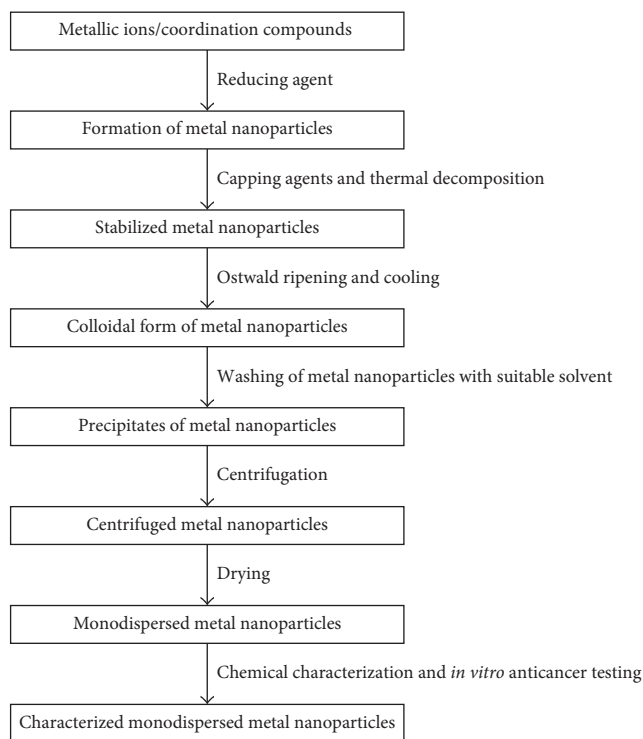 Metallic ions/coordination compounds
Reducing agent
Formation of metal nanoparticles
Capping agents and thermal decomposition
Stabilized metal nanoparticles
Ostwald ripening and cooling
Colloidal form of metal nanoparticles
Washing of metal nanoparticles with suitable solvent
Precipitates of metal nanoparticles
Centrifugation
Centrifuged metal nanoparticles
Drying
Monodispersed metal nanoparticles
Chemical characterization and in vitro anticancer testing
Characterized monodispersed metal nanoparticles